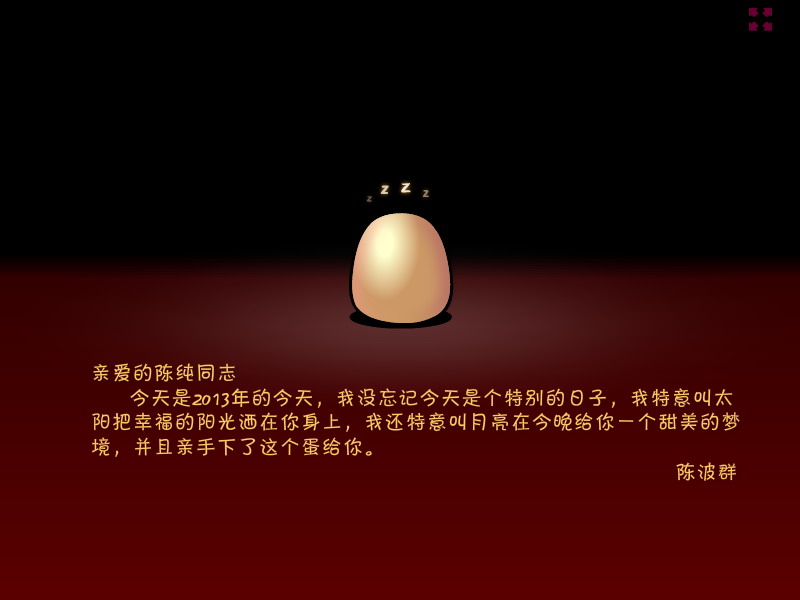 z z z z
亲爱的陈纯同志
今天是2013年的今天，我没忘记今天是个特别的日子，我特意叫太
阳把幸福的阳光洒在你身上，我还特意叫月亮在今晚给你一个甜美的梦
境，并且亲手下了这个蛋给你。
陈波群